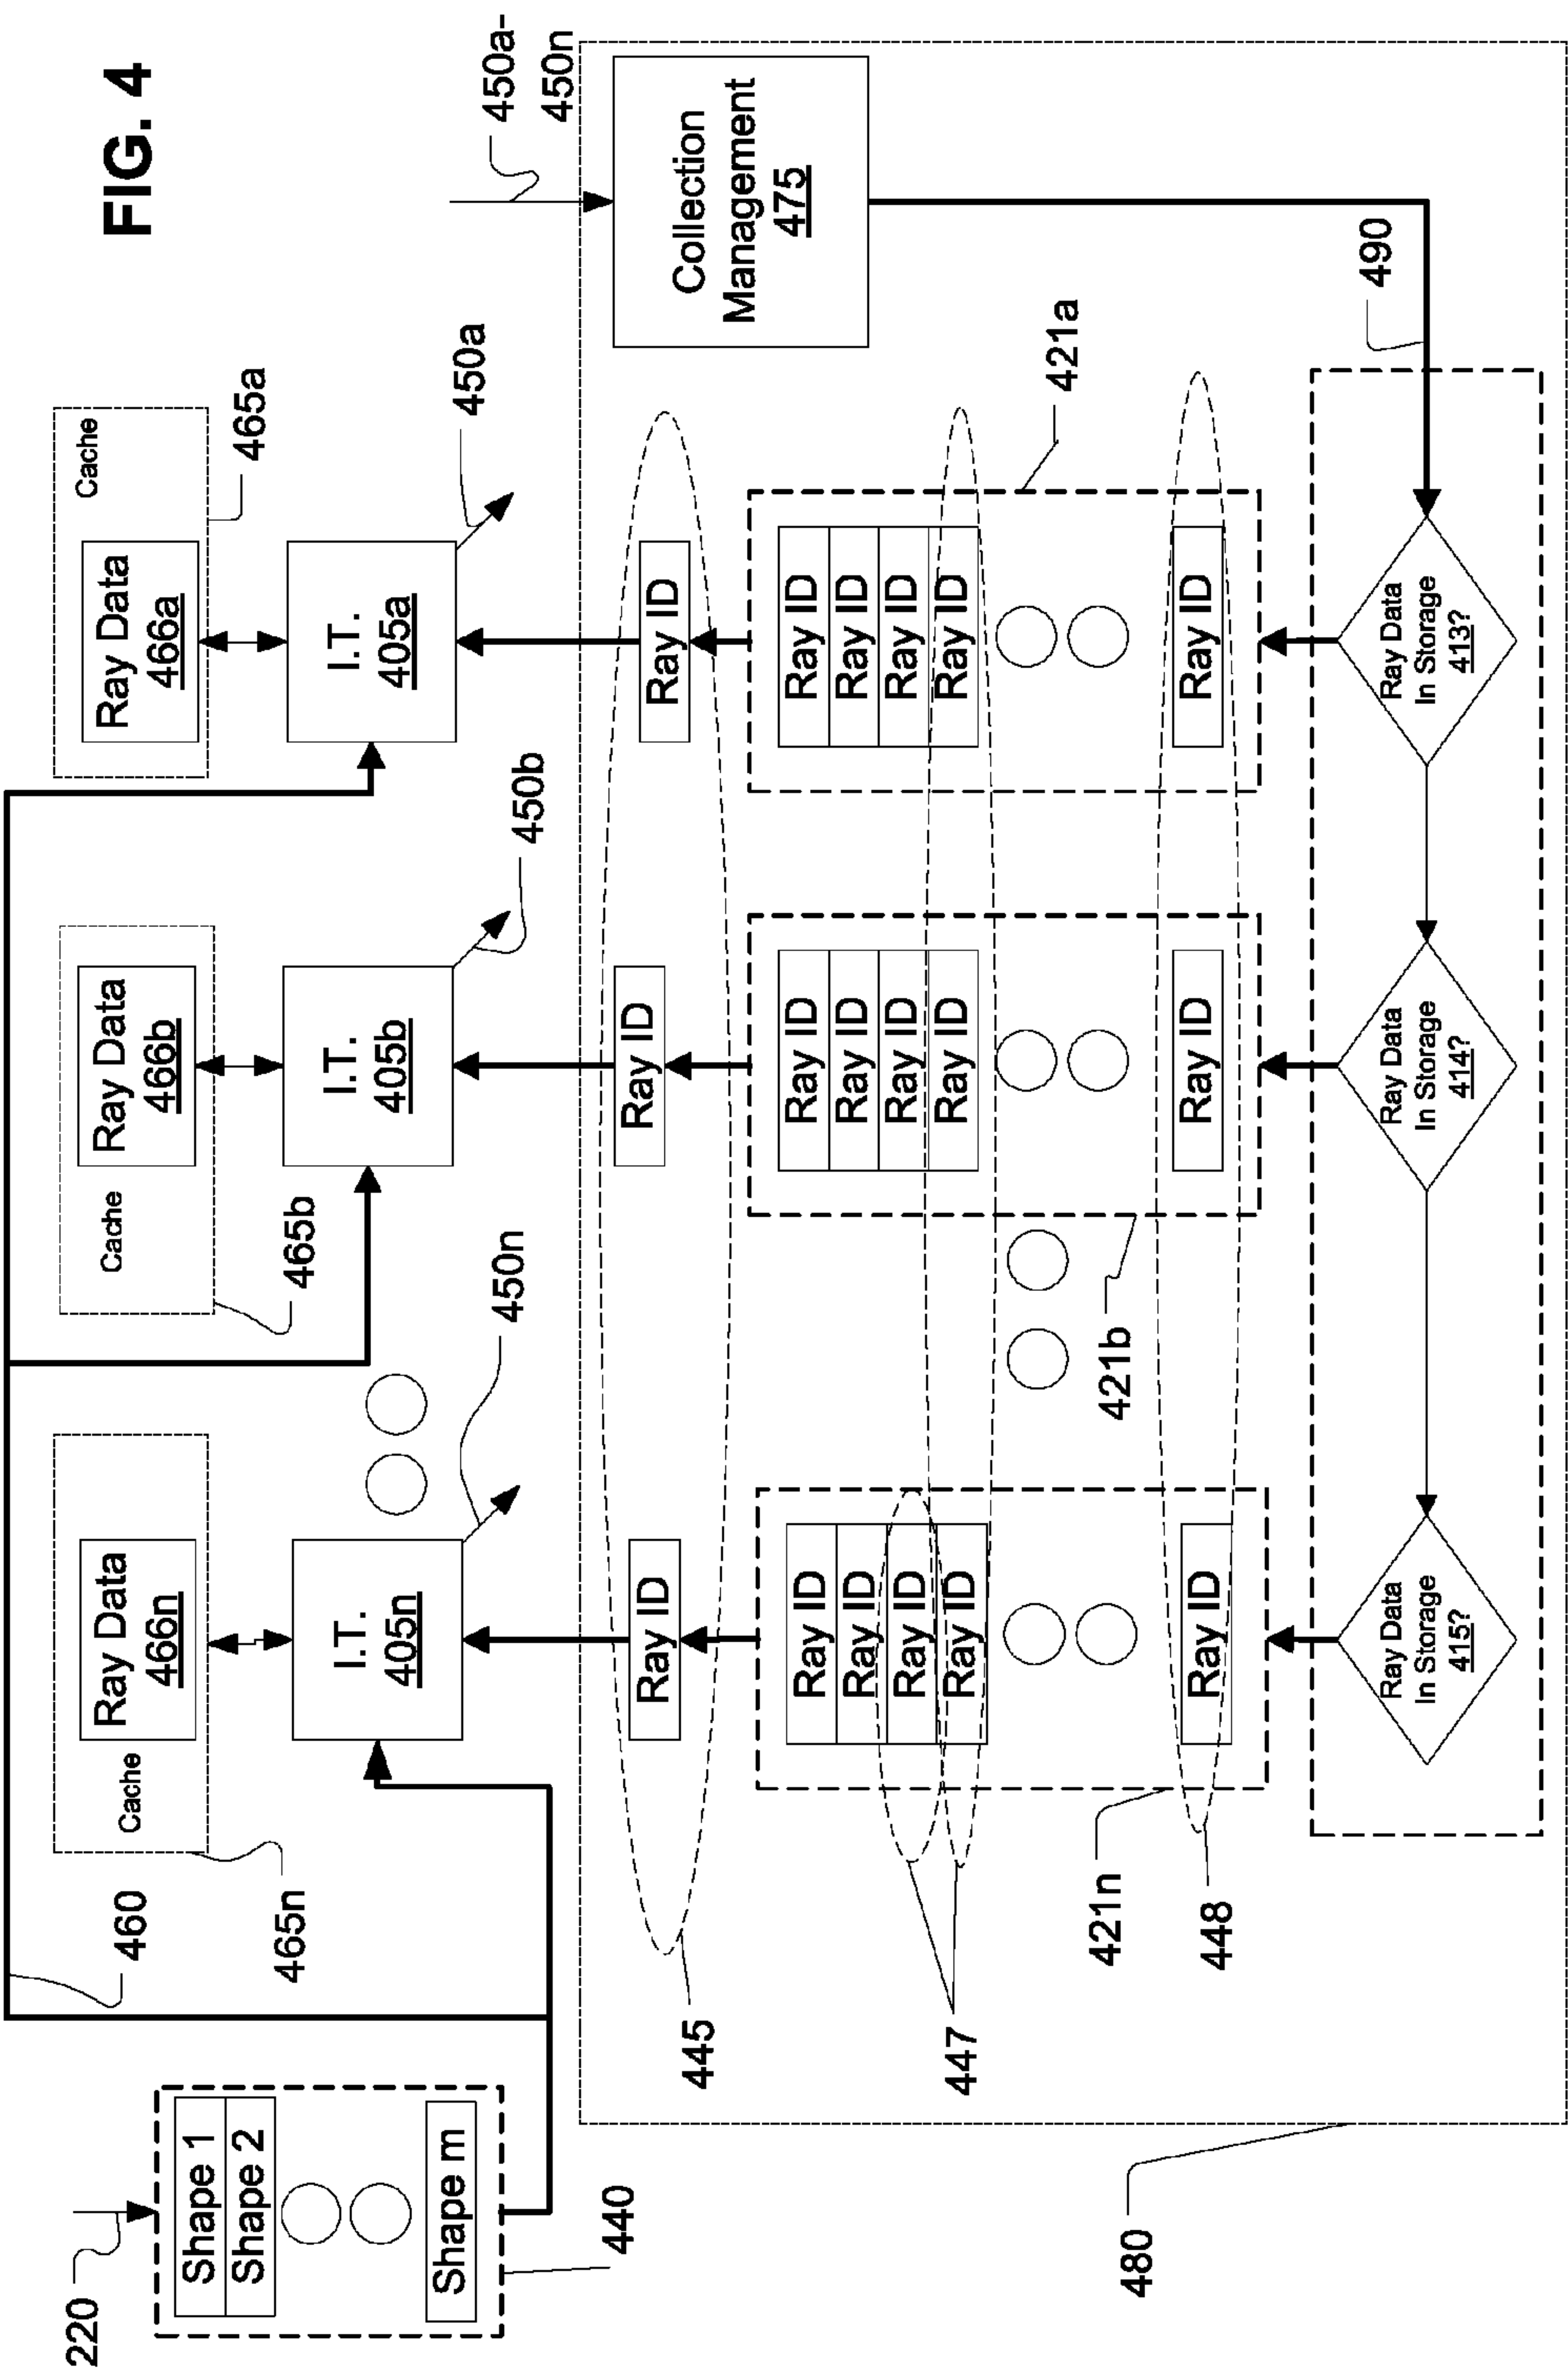 FIG. 4
220
Shape 1
Shape 2
Shape m
440
460
Cache
Ray Data
466n
465n
I.T.
405n
450n
Cache
Ray Data
466b
465b
I.T.
405b
450b
Cache
Ray Data
466a
465a
I.T.
405a
450a
450a-
450n
445
Ray ID
Ray ID
Ray ID
Collection
Management
475
Ray ID
Ray ID
Ray ID
Ray ID
Ray ID
Ray ID
Ray ID
Ray ID
Ray ID
Ray ID
Ray ID
Ray ID
447
421n
421b
421a
Ray ID
Ray ID
Ray ID
448
490
Ray Data
In Storage
415?
Ray Data
In Storage
414?
Ray Data
In Storage
413?
480